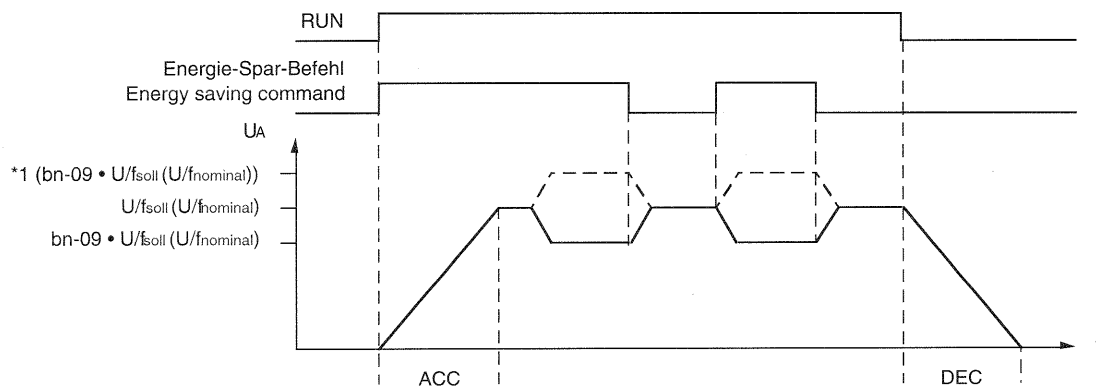 RUN
Energie-Spar-Befehl
Energy saving command
UA
*1 (bn-09 • U/fsoll (U/fnominal))
U/fsoll (U/fnominal)
bn-09 • U/fsoll (U/fnominal)
ACC
DEC